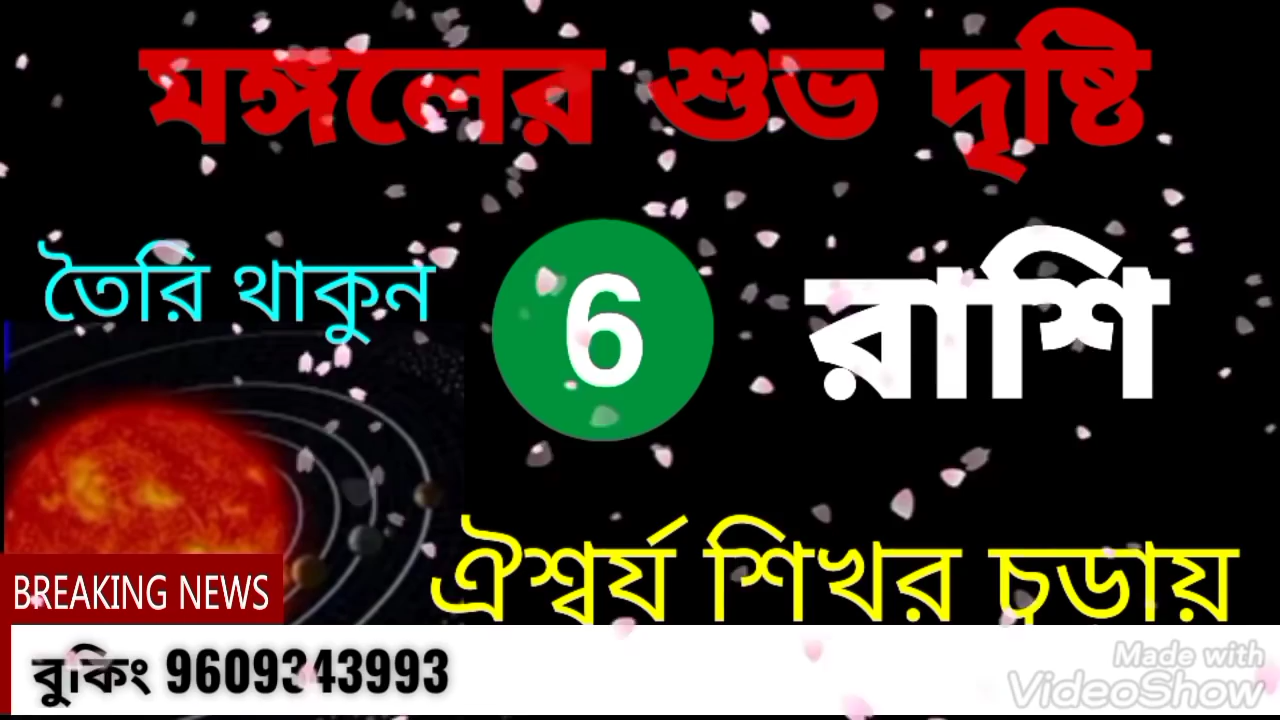 মঙ্গলের শুভ দৃষ্টি
তৈরি থাকুন
6
রাশি
ঐশ্বর্য শিখর চূড়ায়
BREAKING NEWS
বুকিং 9609343993
Made with
VideoShow